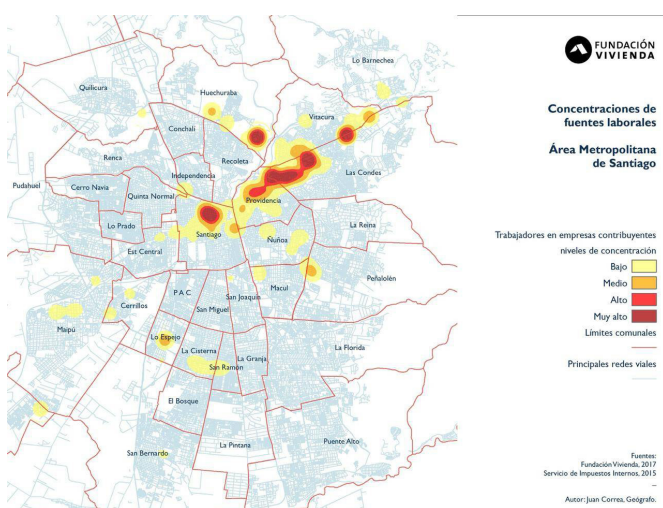 Lo Barnechea
Quilicura
Huechuraba
Vitacura
Conchalí
Renca
Recoleta
Independencia
Las Condes
Pudahuel
Cerro Navia
Quinta Normal
Providencia
Lo Prado
Santiago
La Reina
Ñuñoa
Est Central
Peñalolén
PAC
Macul
San Joaquín
Cerrillos
San Miguel
Maipú
Lo Espejo
La Cisterna
La Granja
La Florida
San Ramón
El Bosque
La Pintana
Puente Alto
San Bernardo
FUNDACIÓN
VIVIENDA
Concentraciones de
fuentes laborales
Área Metropolitana
de Santiago
Trabajadores en empresas contribuyentes
niveles de concentración
Bajo
Medio
Alto
Muy alto
Límites comunales
Principales redes viales
Fuentes:
Fundación Vivienda, 2017
Servicio de Impuestos Internos, 2015
–
Autor: Juan Correa, Geógrafo.